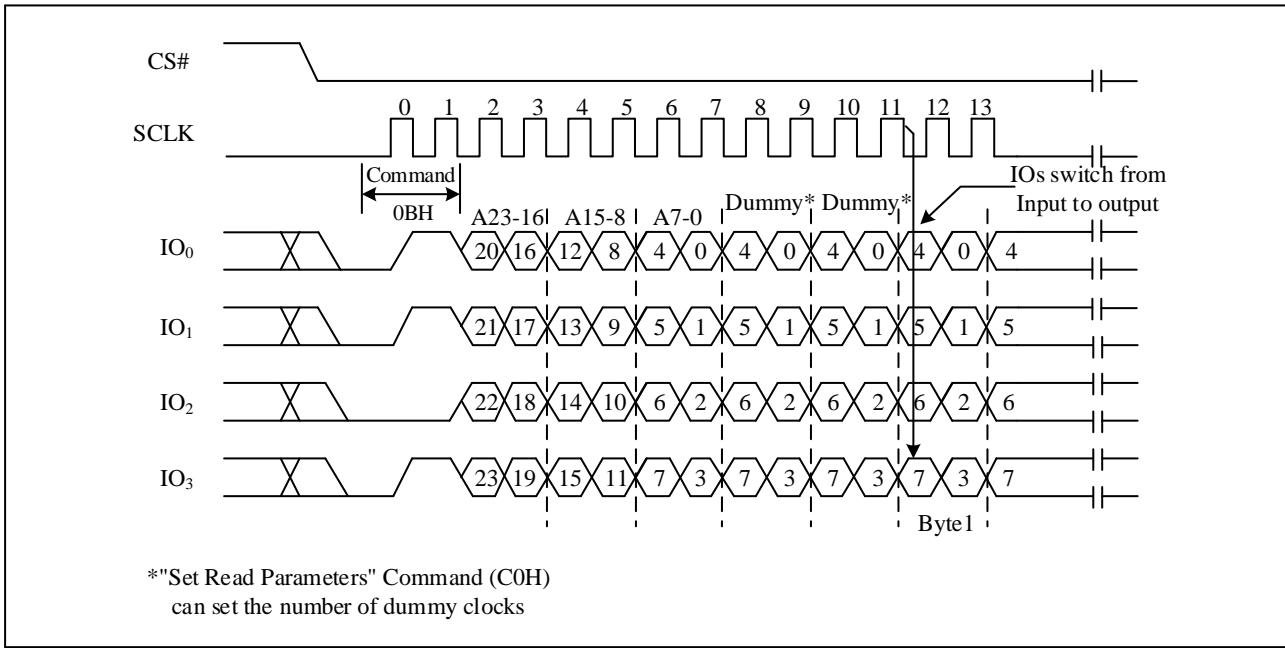 CS#
0 1 2 3 4 5 6 7 8 9 10 11 12 13
SCLK
Command
0BH
IOs switch from
Input to output
A23-16 A15-8 A7-0 Dummy* Dummy*
IO0 20 16 12 8 4 0 4 0 4 0 4 0 4
IO1 21 17 13 9 5 1 5 1 5 1 5 1 5
IO2 22 18 14 10 6 2 6 2 6 2 6 2 6
IO3 23 19 15 11 7 3 7 3 7 3 7 3 7
Byte1
*"Set Read Parameters" Command (C0H)
can set the number of dummy clocks